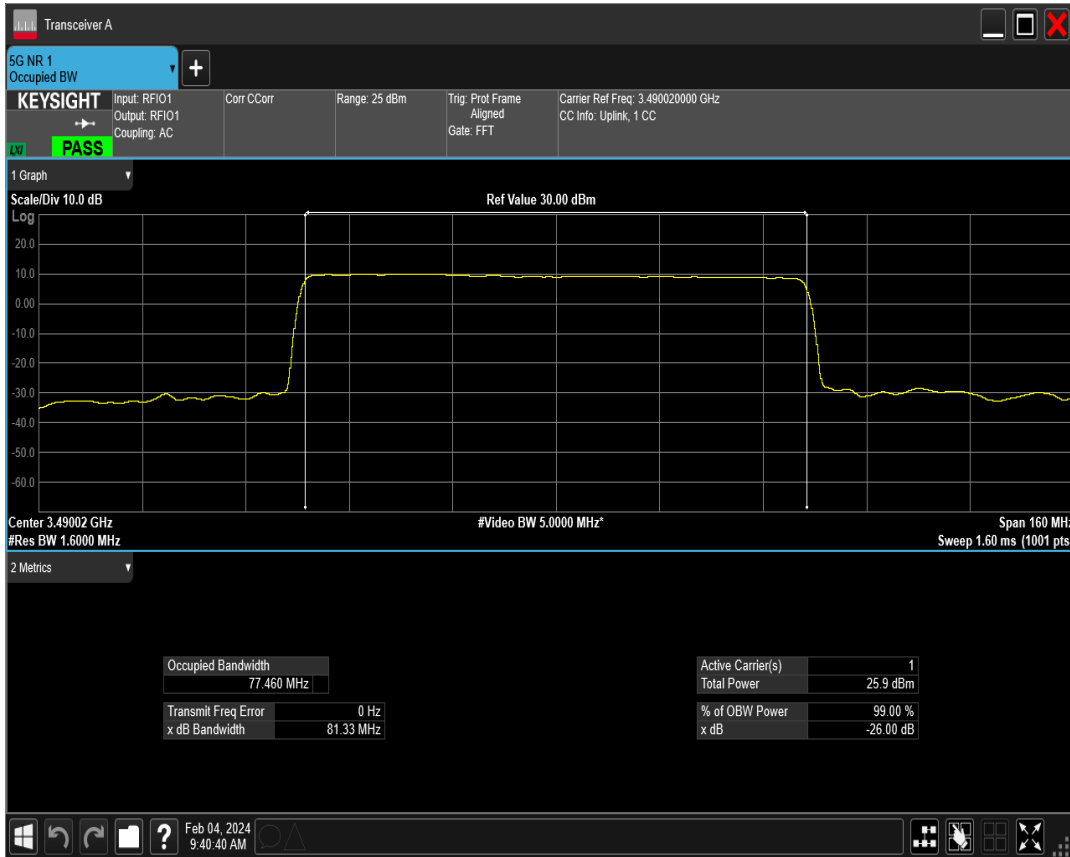 Transceiver A
5G NR 1
Occupied BW
+
KEYSIGHT
LXI
PASS
Input: RFIO1
Output: RFIO1
Coupling: AC
Corr CCorr
Range: 25 dBm
Trig: Prot Frame
Aligned
Gate: FFT
Carrier Ref Freq: 3.490020000 GHz
CC Info: Uplink, 1 CC
1 Graph
Scale/Div 10.0 dB
Ref Value 30.00 dBm
Log
20.0
10.0
0.00
-10.0
-20.0
-30.0
-40.0
-50.0
-60.0
Center 3.49002 GHz
#Video BW 5.0000 MHz*
Span 160 MHz
#Res BW 1.6000 MHz
Sweep 1.60 ms (1001 pts
2 Metrics
Occupied Bandwidth
77.460 MHz
Transmit Freq Error 0 Hz
x dB Bandwidth 81.33 MHz
Active Carrier(s) 1
Total Power 25.9 dBm
% of OBW Power 99.00 %
x dB -26.00 dB
?
Feb 04, 2024
9:40:40 AM